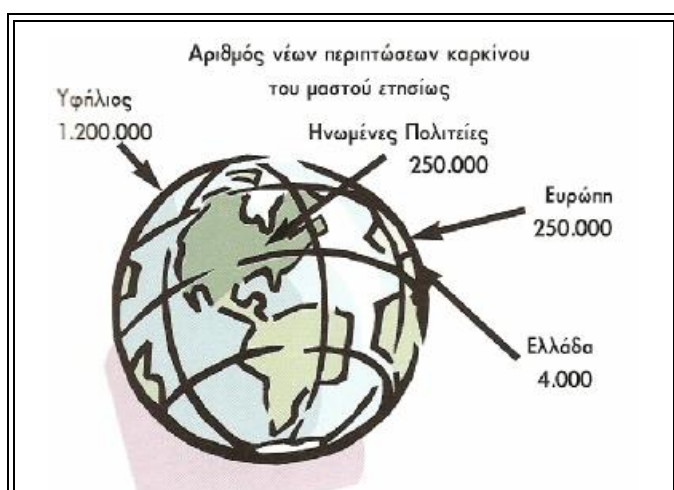 Αριθμός νέων περιπτώσεων καρκίνου
του μαστού ετησίως
Υφήλιος
1.200.000
Ηνωμένες Πολιτείες
250.000
Ευρώπη
250.000
Ελλάδα
4.000